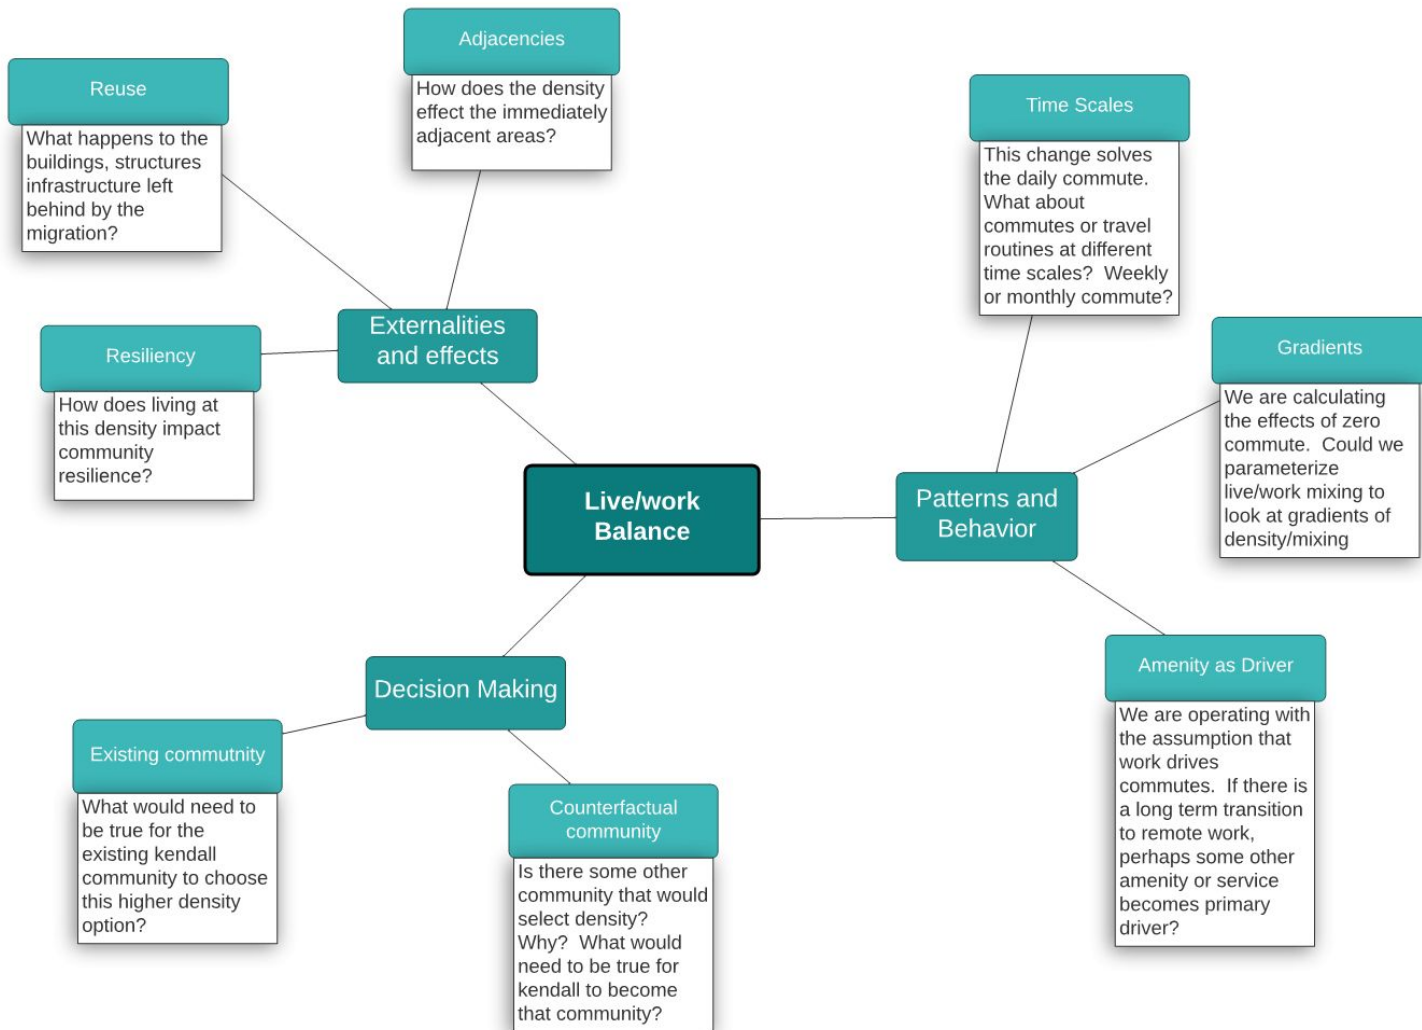 Adjacencies
How does the density
effect the immediately
adjacent areas?
Reuse
What happens to the
buildings, structures
infrastructure left
behind by the
migration?
Time Scales
This change solves
the daily commute.
What about
commutes or travel
routines at different
time scales?  Weekly
or monthly commute?
Externalities
and effects
Resiliency
How does living at
this density impact
community
resilience?
Gradients
We are calculating
the effects of zero
commute.  Could we
parameterize
live/work mixing to
look at gradients of
density/mixing
Live/work
Balance
Patterns and
Behavior
Decision Making
Amenity as Driver
We are operating with
the assumption that
work drives
commutes.  If there is
a long term transition
to remote work,
perhaps some other
amenity or service
becomes primary
driver?
Existing commutnity
What would need to
be true for the
existing kendall
community to choose
this higher density
option?
Counterfactual
community
Is there some other
community that would
select density?
Why?  What would
need to be true for
kendall to become
that community?